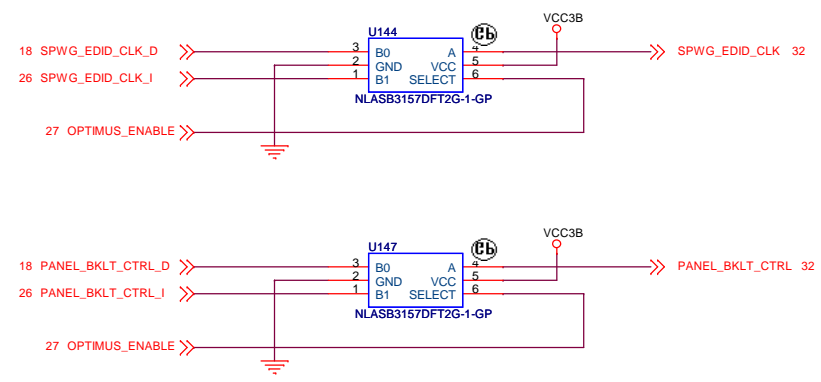 VCC3B
U144
18 SPWG_EDID_CLK_D
3 B0 A 4
SPWG_EDID_CLK 32
2 GND VCC 5
26 SPWG_EDID_CLK_I
1 B1 SELECT 6
NLASB3157DFT2G-1-GP
27 OPTIMUS_ENABLE
VCC3B
U147
18 PANEL_BKLT_CTRL_D
3 B0 A 4
PANEL_BKLT_CTRL 32
2 GND VCC 5
26 PANEL_BKLT_CTRL_I
1 B1 SELECT 6
NLASB3157DFT2G-1-GP
27 OPTIMUS_ENABLE